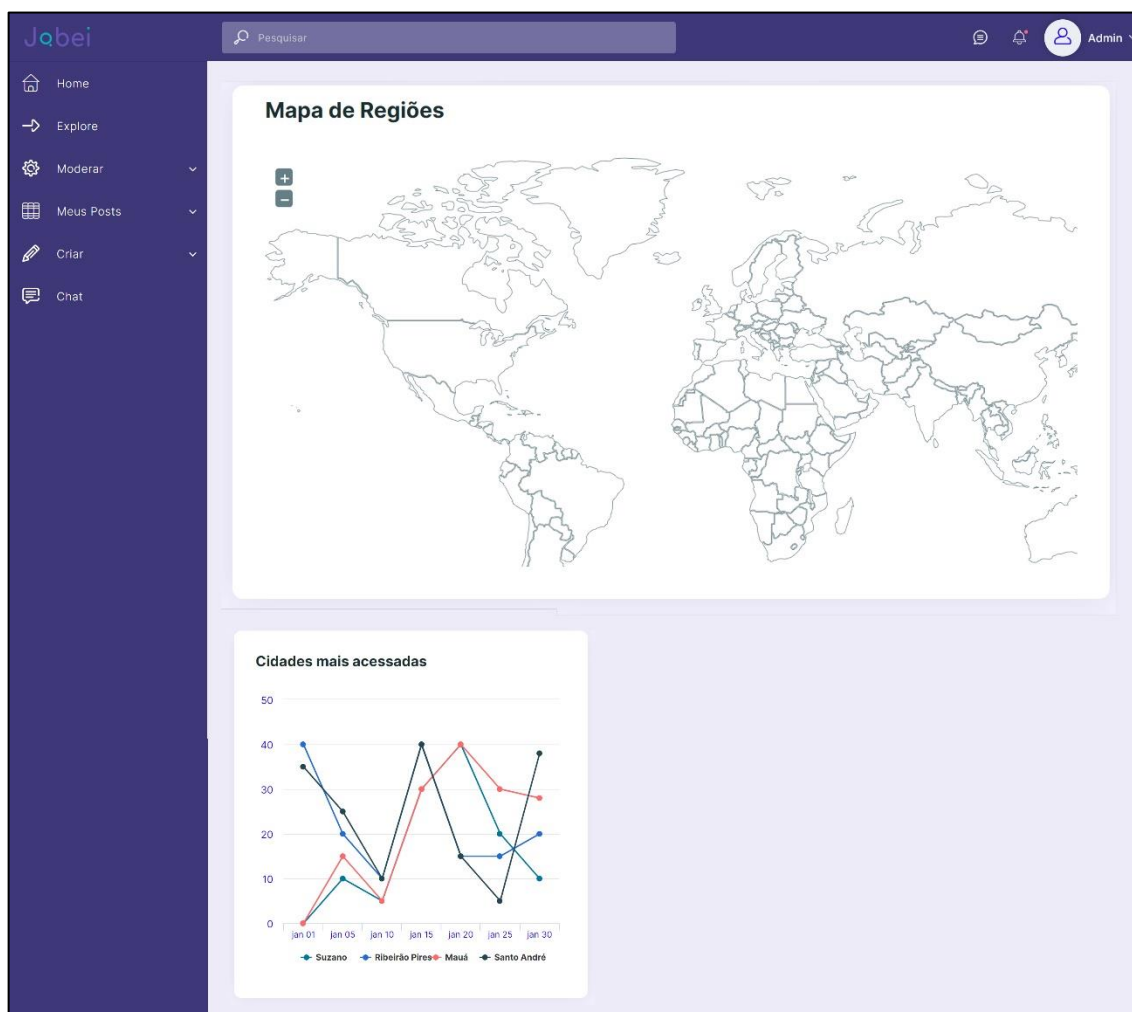 Jobei
Pesquisar
Admin
Home
Explore
Moderar
Meus Posts
Criar
Chat
Mapa de Regiões
+
−
Cidades mais acessadas
50
40
30
20
10
0
jan 01 jan 05 jan 10 jan 15 jan 20 jan 25 jan 30
Suzano Ribeirão Pires Mauá Santo André